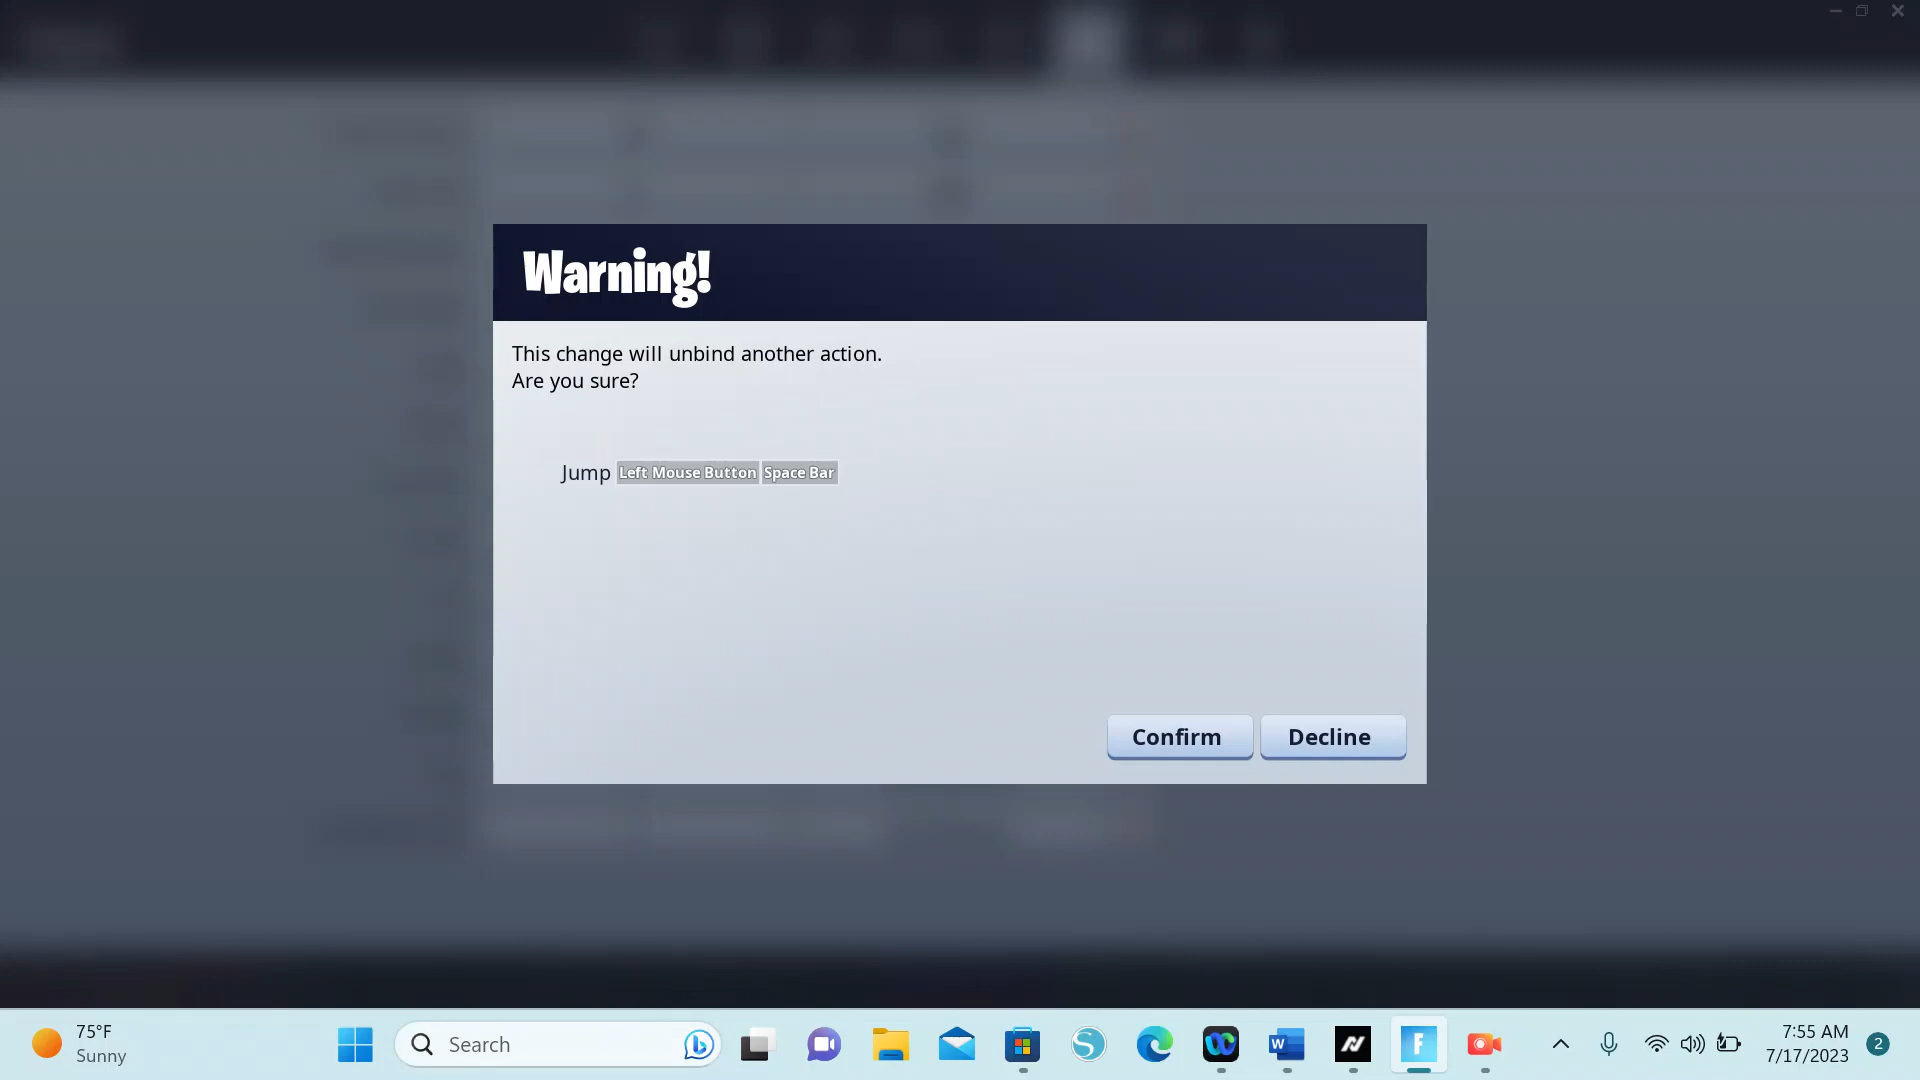 Warning!
This change will unbind another action.
Are you sure?
Jump Left Mouse Button Space Bar
Confirm Decline
75°F
Sunny
Search
7:55 AM
7/17/2023
2